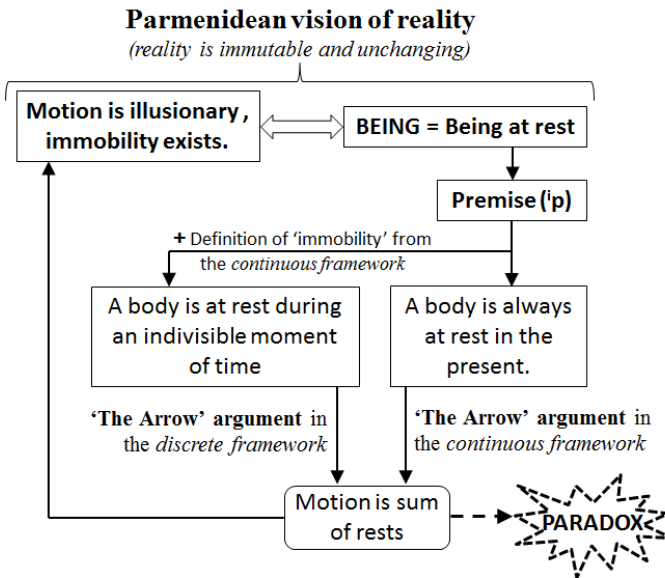 Parmenidean vision of reality
(reality is immutable and unchanging)
Motion is illusionary ,
immobility exists.
BEING = Being at rest
Premise (ⁱp)
+ Definition of ‘immobility’ from
the continuous framework
A body is at rest during
an indivisible moment
of time
A body is always
at rest in the
present.
‘The Arrow’ argument in
the discrete framework
‘The Arrow’ argument in
the continuous framework
Motion is sum
of rests
PARADOX